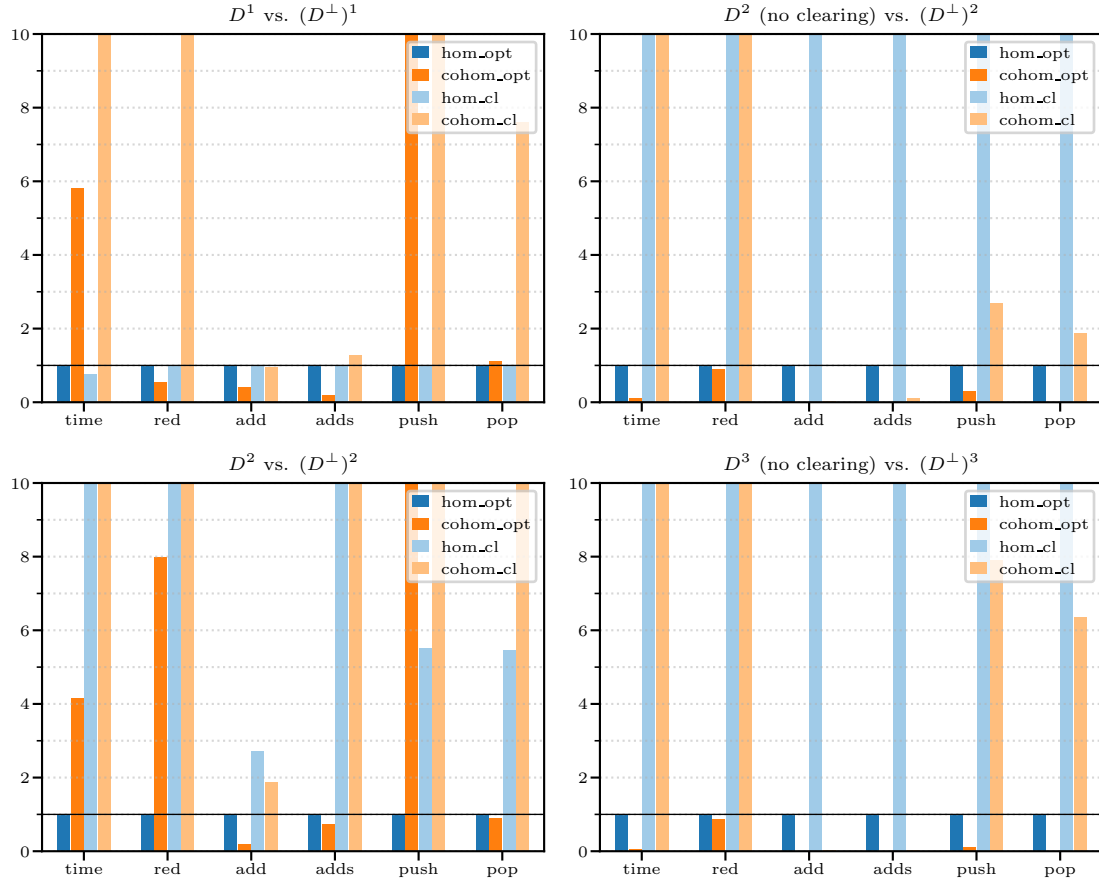 D¹ vs. (D⊥)¹
10
8
6
4
2
0
hom_opt
cohom_opt
hom_cl
cohom_cl
time red add adds push pop
D² (no clearing) vs. (D⊥)²
10
8
6
4
2
0
hom_opt
cohom_opt
hom_cl
cohom_cl
time red add adds push pop
D² vs. (D⊥)²
10
8
6
4
2
0
hom_opt
cohom_opt
hom_cl
cohom_cl
time red add adds push pop
D³ (no clearing) vs. (D⊥)³
10
8
6
4
2
0
hom_opt
cohom_opt
hom_cl
cohom_cl
time red add adds push pop